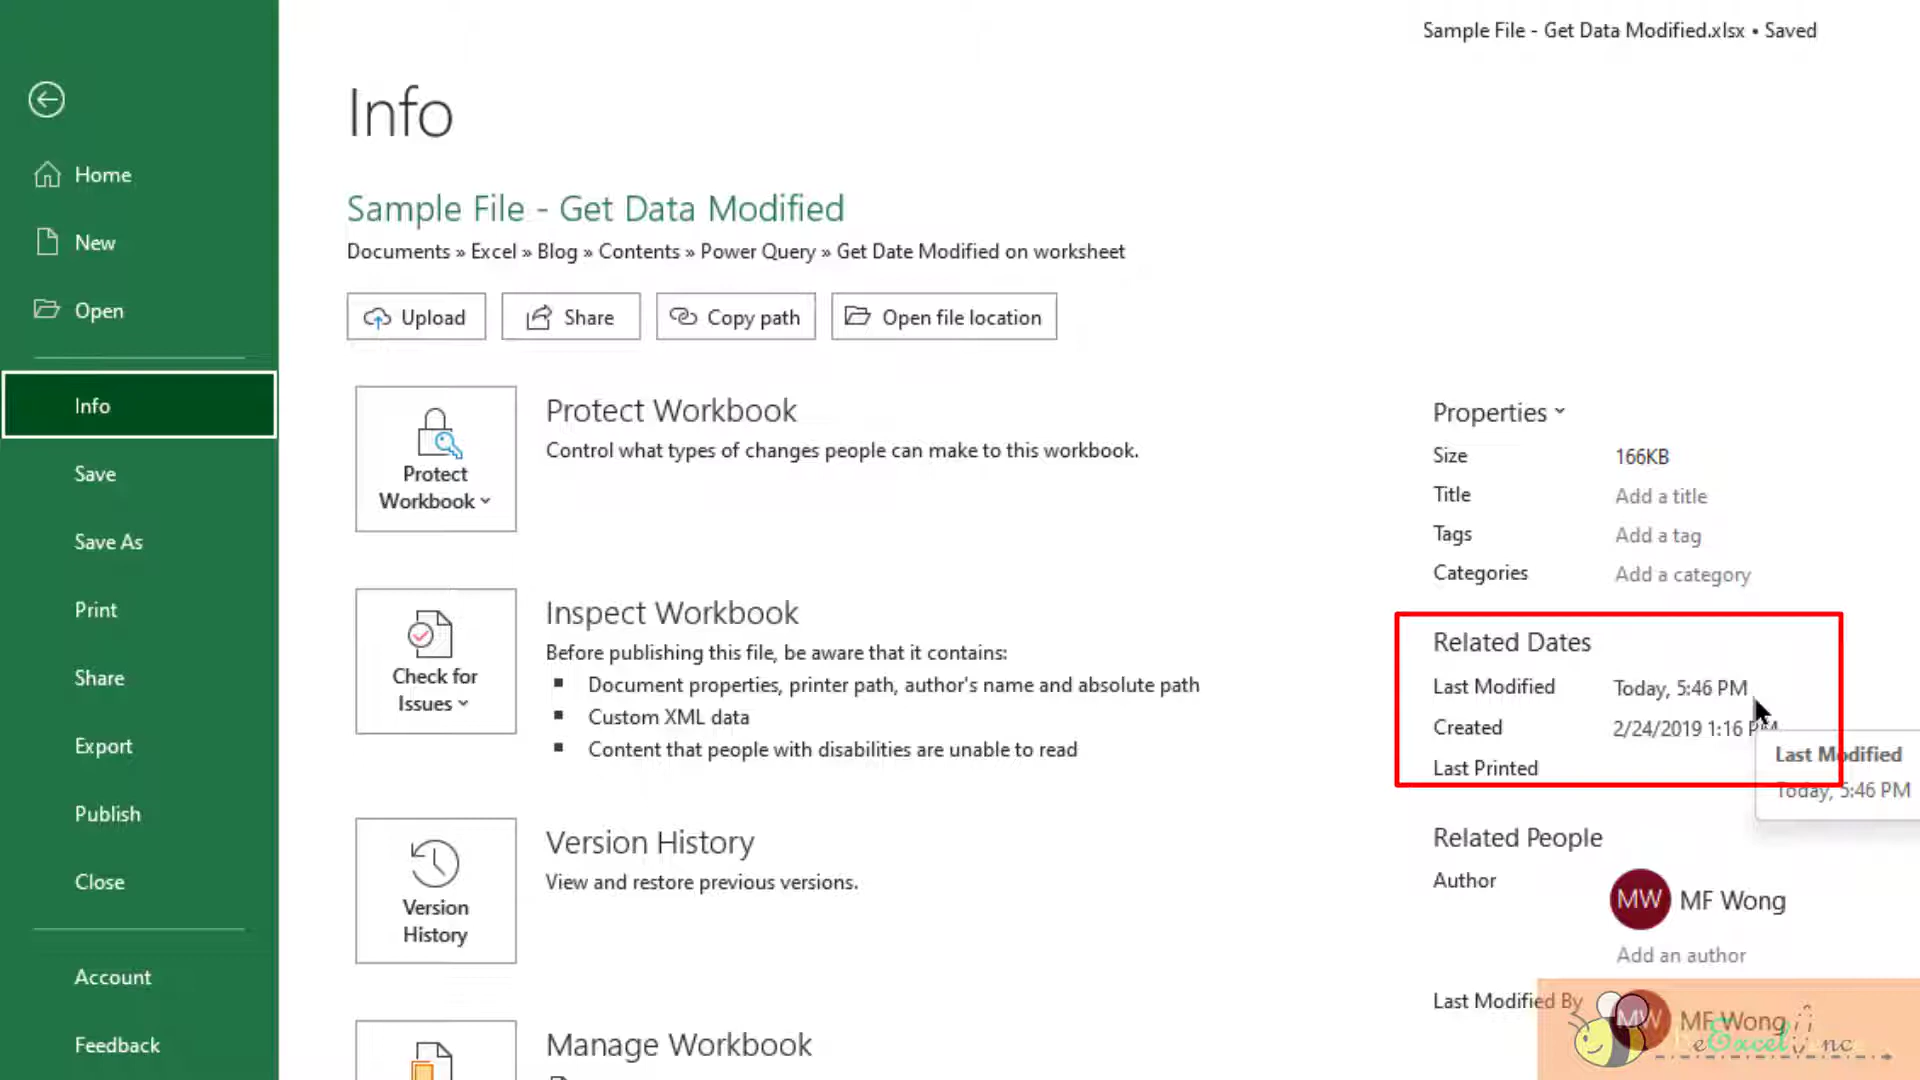 Sample File - Get Data Modified.xlsx • Saved
Info
Home
New
Open
Info
Save
Save As
Print
Share
Export
Publish
Close
Account
Feedback
Sample File - Get Data Modified
Documents » Excel » Blog » Contents » Power Query » Get Date Modified on worksheet
Upload
Share
Copy path
Open file location
Protect
Workbook
Protect Workbook
Control what types of changes people can make to this workbook.
Check for
Issues
Inspect Workbook
Before publishing this file, be aware that it contains:
Document properties, printer path, author's name and absolute path
Custom XML data
Content that people with disabilities are unable to read
Version
History
Version History
View and restore previous versions.
Manage Workbook
Properties
Size 166KB
Title Add a title
Tags Add a tag
Categories Add a category
Related Dates
Last Modified Today, 5:46 PM
Created 2/24/2019 1:16 PM
Last Printed
Last Modified
Today, 5:46 PM
Related People
Author
MW MF Wong
Add an author
Last Modified By MW MF Wong
eExcel
nc